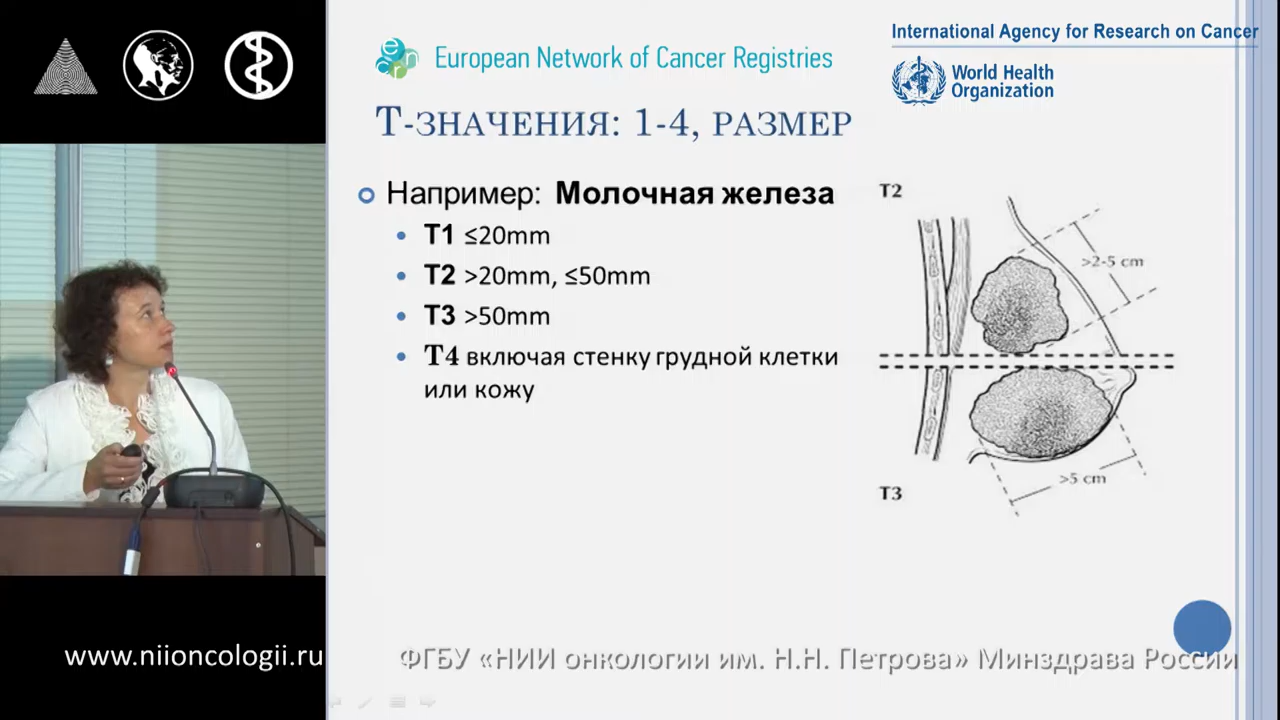 International Agency for Research on Cancer
European Network of Cancer Registries
World Health
Organization
Т-ЗНАЧЕНИЯ: 1-4, РАЗМЕР
Например: Молочная железа
T1 ≤20mm
T2 >20mm, ≤50mm
T3 >50mm
T4 включая стенку грудной клетки
или кожу
T2
>2-5 cm
>5 cm
T3
www.niioncologii.ru
ФГБУ «НИИ онкологии им. Н.Н. Петрова» Минздрава России